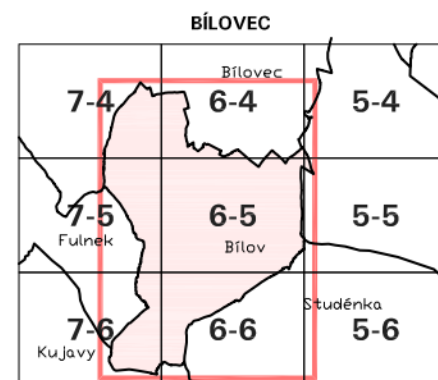 BÍLOVEC
Bílovec
7-4 6-4 5-4
7-5 6-5 5-5
Fulnek Bílov
Studénka
7-6 6-6 5-6
Kujavy